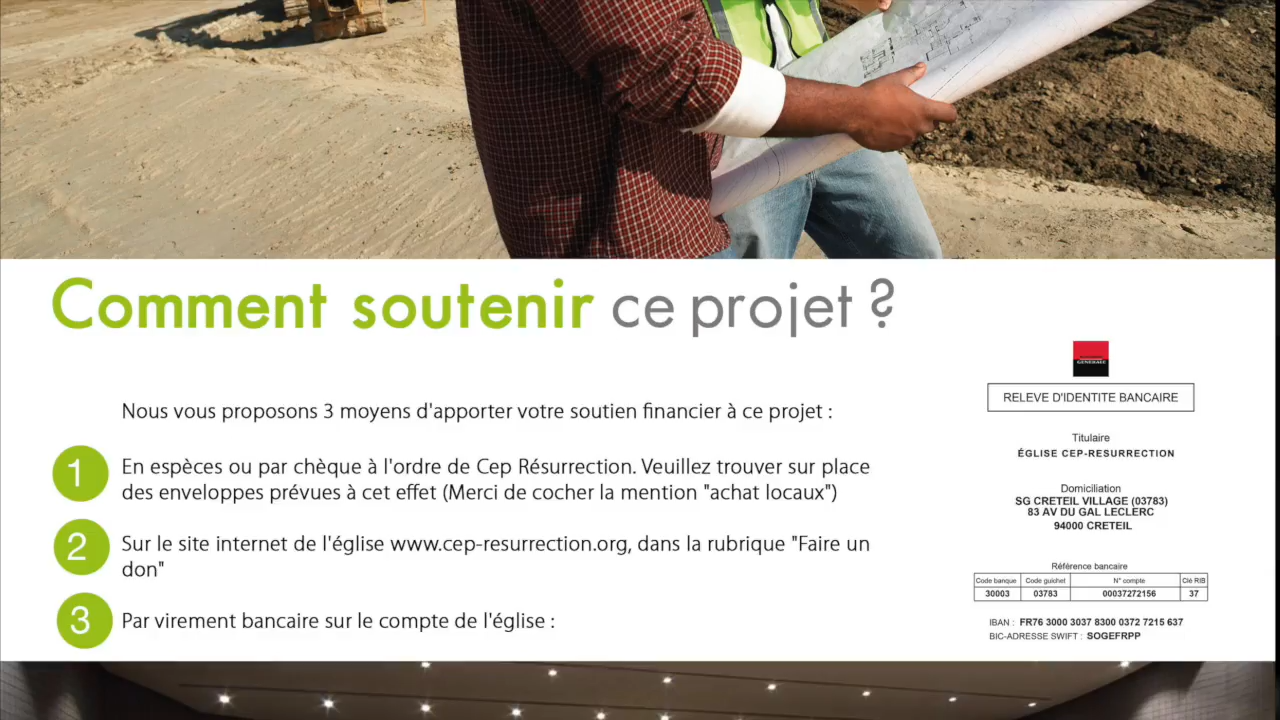 Comment soutenir ce projet ?
Nous vous proposons 3 moyens d'apporter votre soutien financier à ce projet :
1
En espèces ou par chèque à l'ordre de Cep Résurrection. Veuillez trouver sur place
des enveloppes prévues à cet effet (Merci de cocher la mention "achat locaux")
2
Sur le site internet de l'église www.cep-resurrection.org, dans la rubrique "Faire un
don"
3
Par virement bancaire sur le compte de l'église :
GENERALE
RELEVE D'IDENTITE BANCAIRE
Titulaire
ÉGLISE CEP-RESURRECTION
Domiciliation
SG CRETEIL VILLAGE (03783)
83 AV DU GAL LECLERC
94000 CRETEIL
Référence bancaire
Code banque Code guichet N° compte Clé RIB
30003 03783 00037272156 37
IBAN : FR76 3000 3037 8300 0372 7215 637
BIC-ADRESSE SWIFT : SOGEFRPP